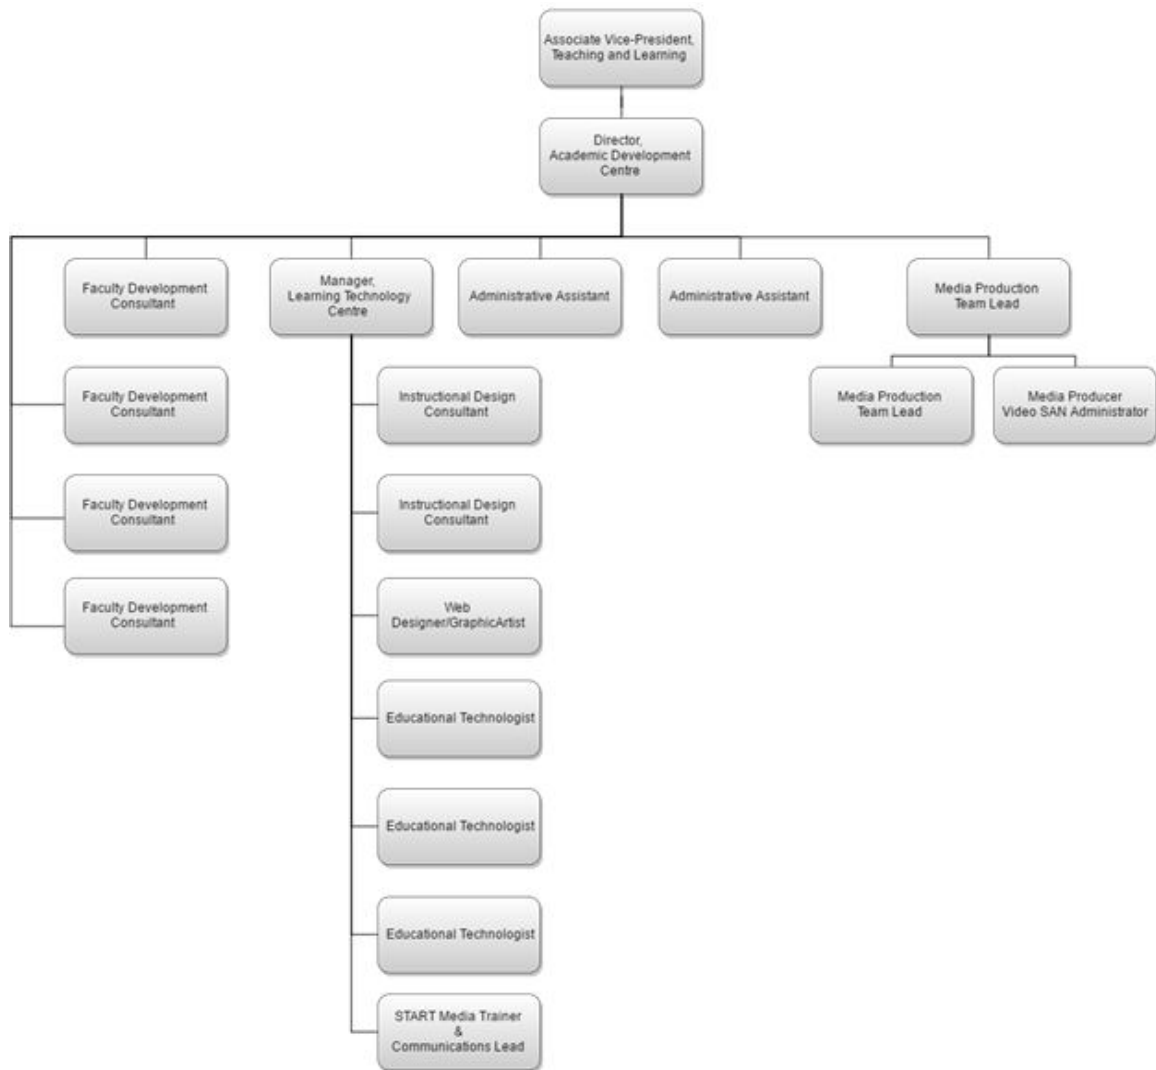 Associate Vice-President,
Teaching and Learning
Director,
Academic Development
Centre
Faculty Development
Consultant
Manager,
Learning Technology
Centre
Administrative Assistant
Administrative Assistant
Media Production
Team Lead
Faculty Development
Consultant
Instructional Design
Consultant
Media Production
Team Lead
Media Producer
Video SAN Administrator
Faculty Development
Consultant
Instructional Design
Consultant
Faculty Development
Consultant
Web
Designer/GraphicArtist
Educational Technologist
Educational Technologist
Educational Technologist
START Media Trainer
&
Communications Lead